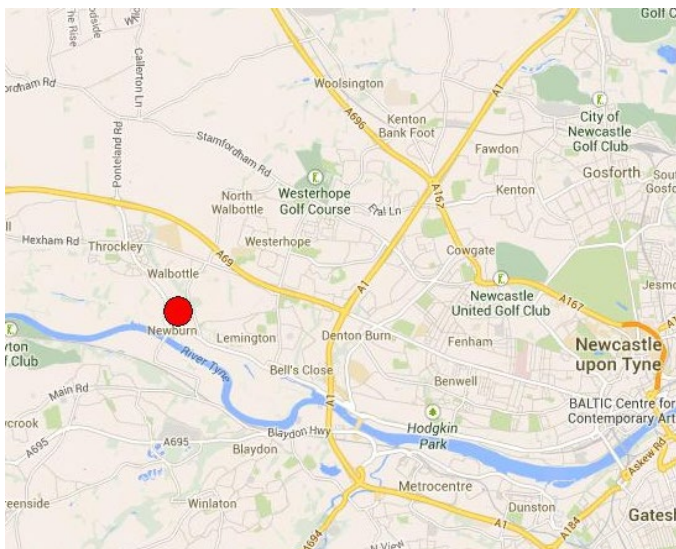 Golf C
The Rise
Woolsington
Callerton Ln
A1
A696
Kenton
Bank Foot
City of
Newcastle
Golf Club
Stamfordham Rd
Ponteland Rd
Fawdon
Gosforth
North
Walbottle
Westerhope
Golf Course
Etal Ln
A167
Kenton
Hexham Rd
Throckley
Westerhope
Cowgate
Walbottle
A69
A1
Newcastle
United Golf Club
A167
Jesmo
Newburn
Lemington
Denton Burn
Fenham
Newcastle
upon Tyne
River Tyne
Bell's Close
Benwell
Main Rd
A1
BALTIC Centre for
Contemporary Art
Hodgkin
Park
A695
A695
Blaydon Hwy
Blaydon
Askew Rd
Metrocentre
Winlaton
Dunston
A694
A1
A184
Gatesh
N View